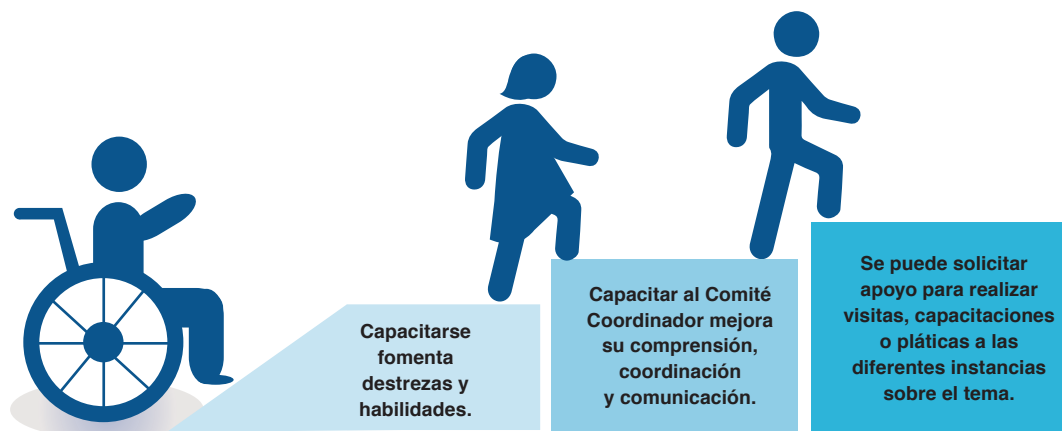 Capacitarse
fomenta
destrezas y
habilidades.
Capacitar al Comité
Coordinador mejora
su comprensión,
coordinación
y comunicación.
Se puede solicitar
apoyo para realizar
visitas, capacitaciones
o pláticas a las
diferentes instancias
sobre el tema.